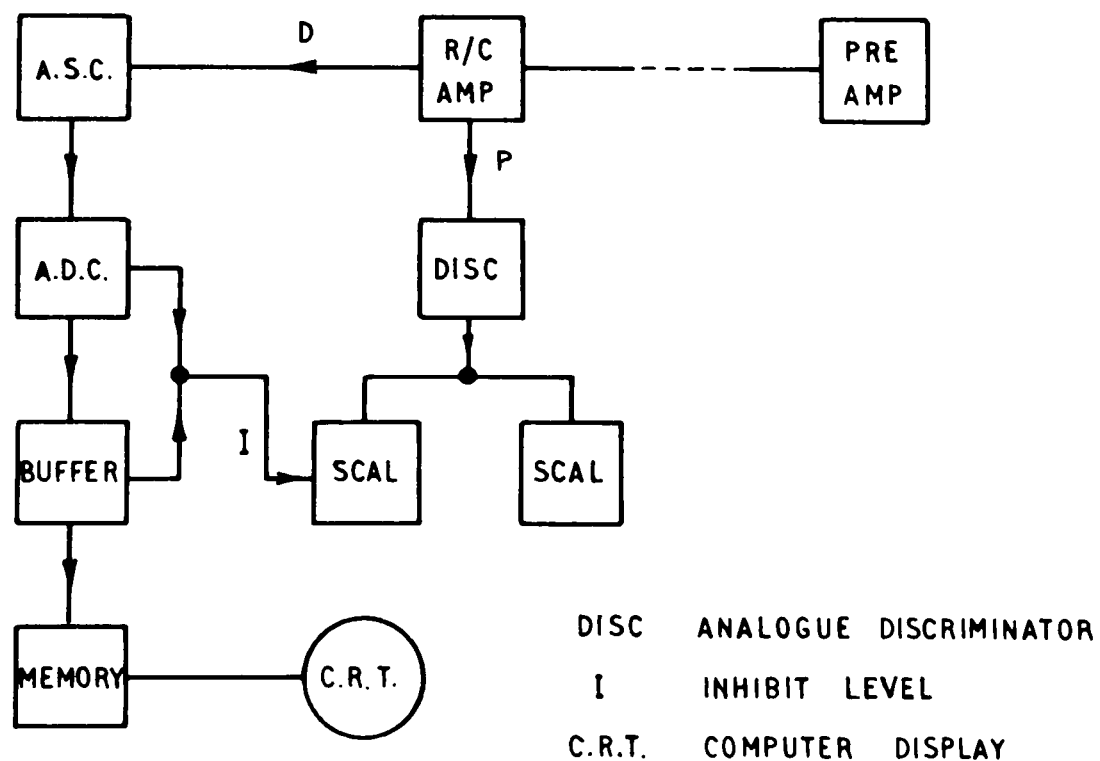 D
A.S.C.
R/C
AMP
PRE
AMP
P
A.D.C.
DISC
I
BUFFER
SCAL
SCAL
MEMORY
C.R.T.
DISC ANALOGUE DISCRIMINATOR
I INHIBIT LEVEL
C.R.T. COMPUTER DISPLAY